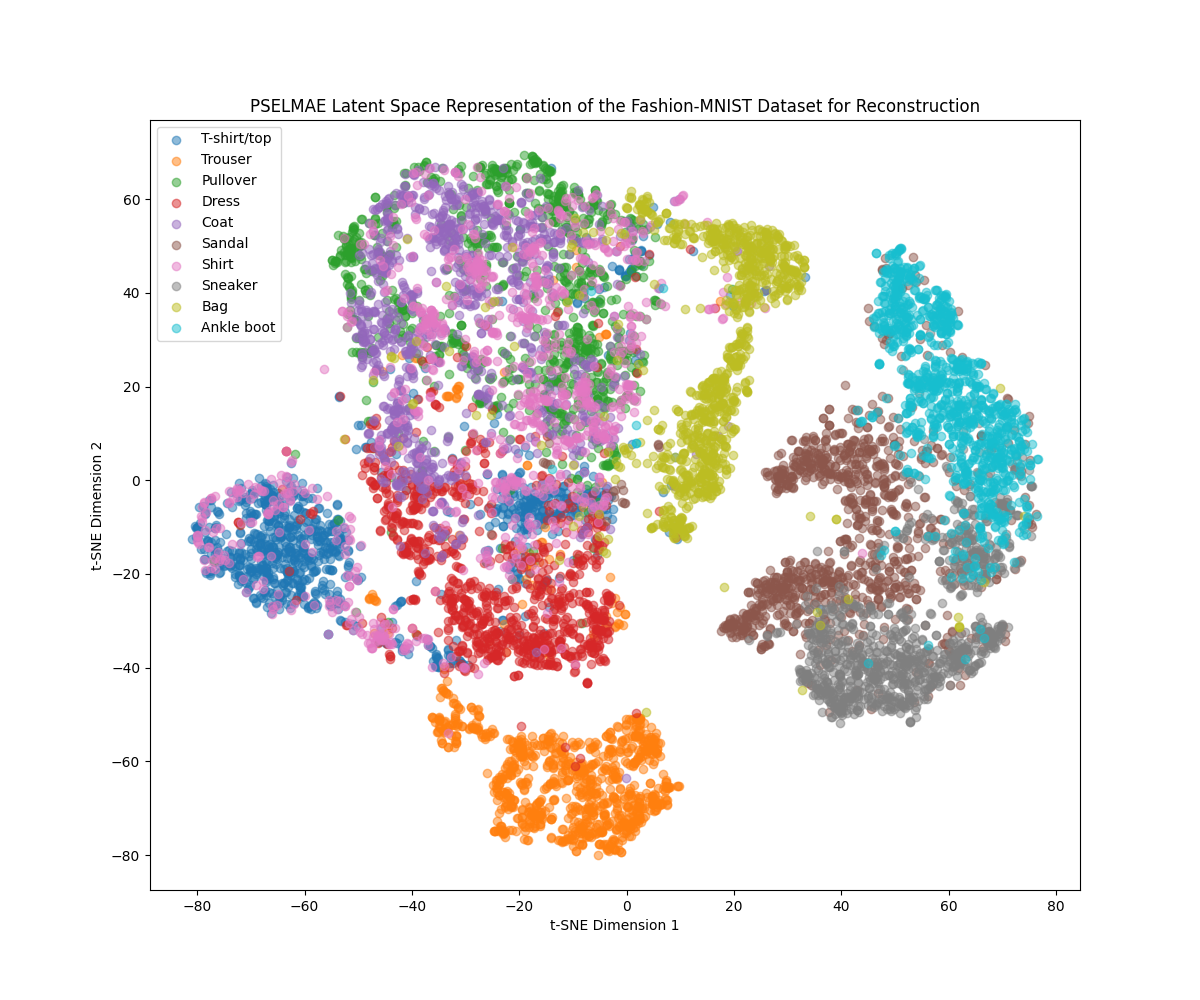 PSELMAE Latent Space Representation of the Fashion-MNIST Dataset for Reconstruction
T-shirt/top
Trouser
Pullover
Dress
Coat
Sandal
Shirt
Sneaker
Bag
Ankle boot
60
40
20
0
−20
−40
−60
−80
t-SNE Dimension 2
−80 −60 −40 −20 0 20 40 60 80
t-SNE Dimension 1